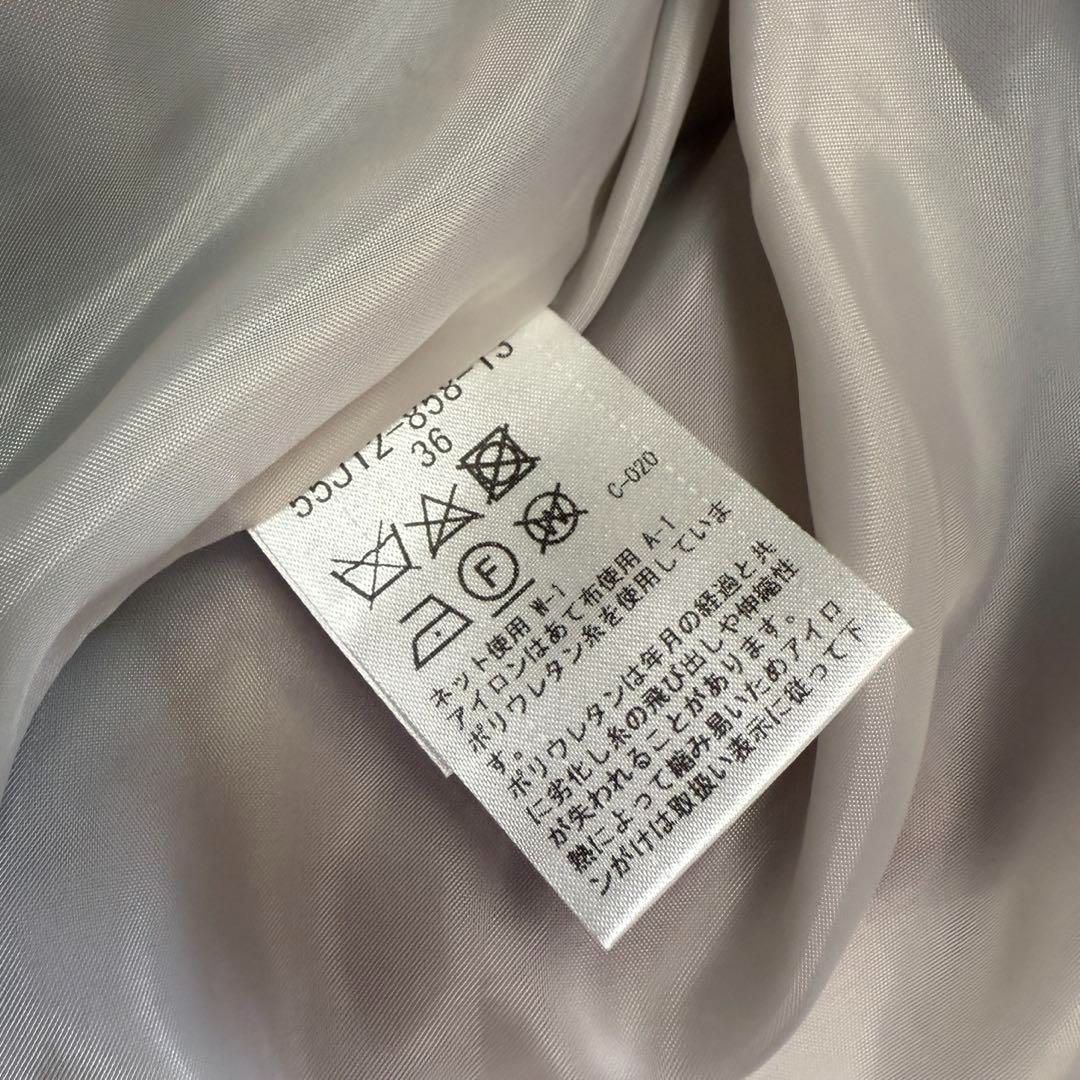 55012-858-13
36
F
W
C-020
ネット使用 W-1
アイロンはあて布使用 A-1
ポリウレタン糸を使用していま
す。
ポリウレタンは年月の経過と共
に劣化し糸の飛び出しや伸縮性
が失われることがあります。
熱によって縮み易いためアイロ
ンがけは取扱い表示に従って下